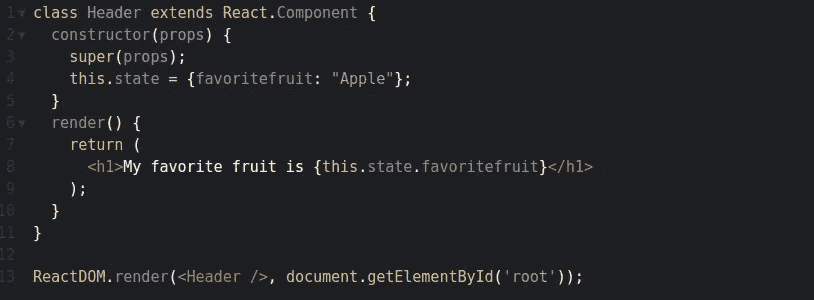 1 class Header extends React.Component {
2 constructor(props) {
3 super(props);
4 this.state = {favoritefruit: "Apple"};
5 }
6 render() {
7 return (
8 <h1>My favorite fruit is {this.state.favoritefruit}</h1>
9 );
10 }
11 }
12
13 ReactDOM.render(<Header />, document.getElementById('root'));